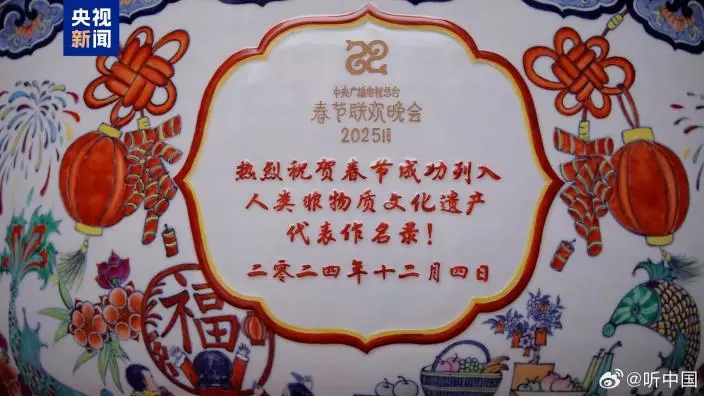 央视
新闻
中央广播电视总台
春节联欢晚会
2025
热烈祝贺春节成功列入
人类非物质文化遗产
代表作名录！
二零二四年十二月四日
福
@听中国